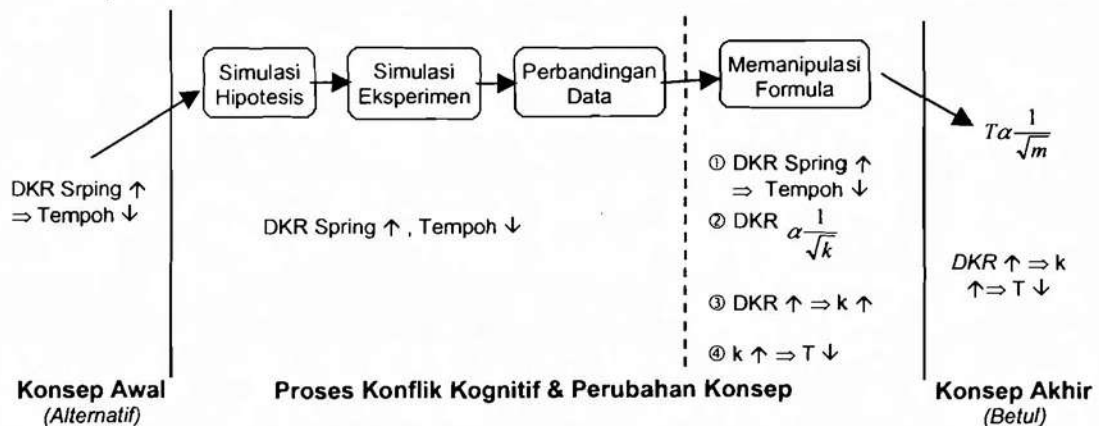 Simulasi
Hipotesis
Simulasi
Eksperimen
Perbandingan
Data
Memanipulasi
Formula
DKR Srping ↑
⇒ Tempoh ↓
DKR Spring ↑ , Tempoh ↓
① DKR Spring ↑
⇒ Tempoh ↓
② DKR α 1/√k
③ DKR ↑ ⇒ k ↑
④ k ↑ ⇒ T ↓
T α 1/√m
DKR ↑ ⇒ k
↑⇒ T ↓
Konsep Awal
(Alternatif)
Proses Konflik Kognitif & Perubahan Konsep
Konsep Akhir
(Betul)